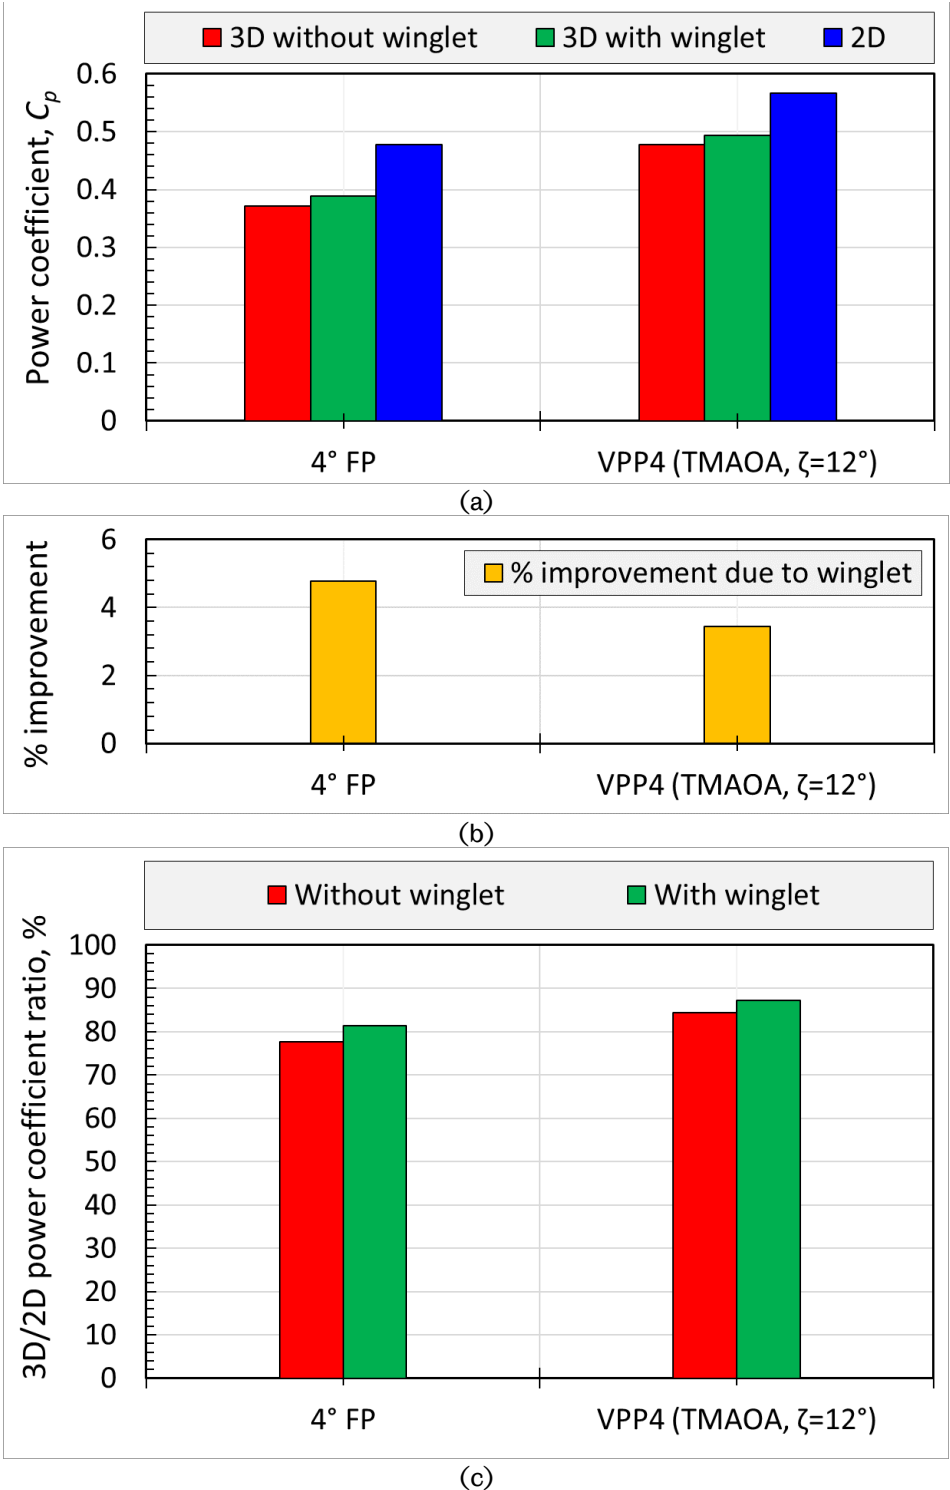 3D without winglet 3D with winglet 2D
Power coefficient, Cp
0.6
0.5
0.4
0.3
0.2
0.1
0
4° FP VPP4 (TMAOA, ζ=12°)
(a)
% improvement
6
4
2
0
% improvement due to winglet
4° FP VPP4 (TMAOA, ζ=12°)
(b)
Without winglet With winglet
3D/2D power coefficient ratio, %
100
90
80
70
60
50
40
30
20
10
0
4° FP VPP4 (TMAOA, ζ=12°)
(c)